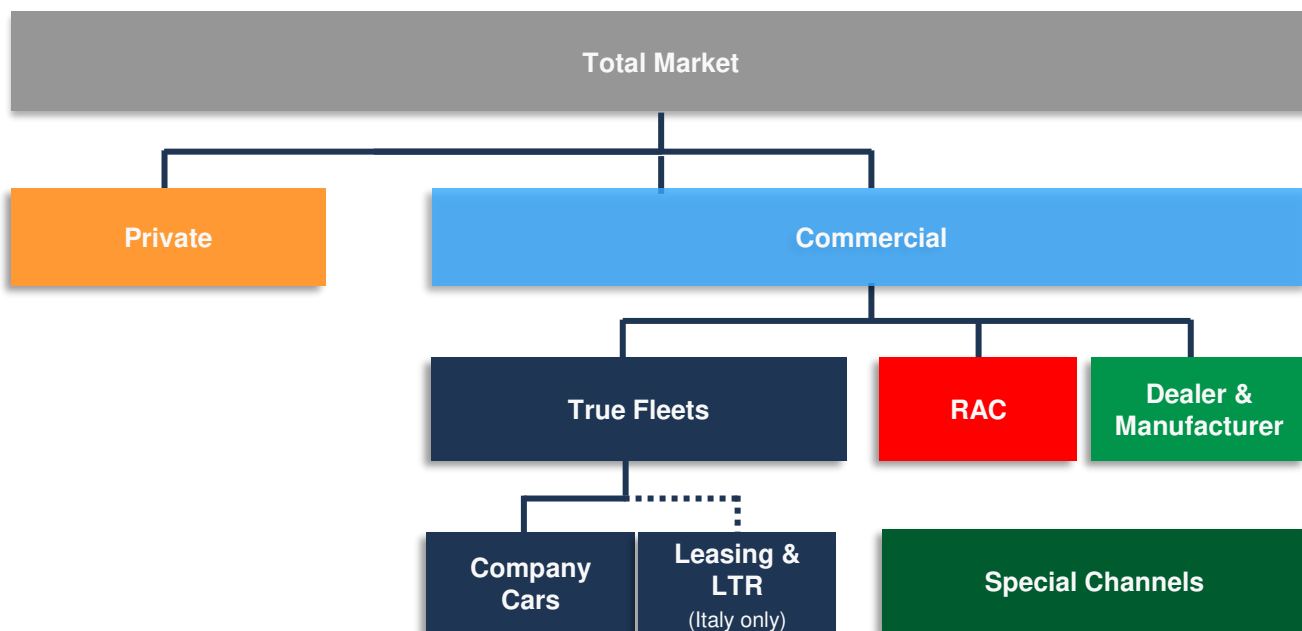 Total Market
Private
Commercial
True Fleets
RAC
Dealer &
Manufacturer
Company
Cars
Leasing &
LTR
(Italy only)
Special Channels